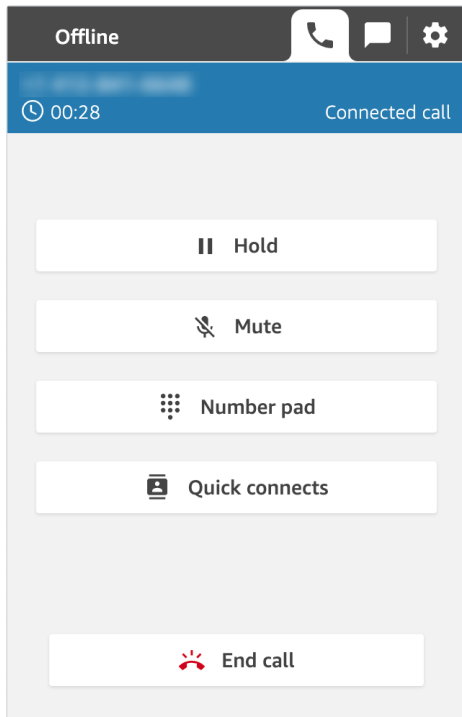 Offline
00:28 Connected call
Hold
Mute
Number pad
Quick connects
End call